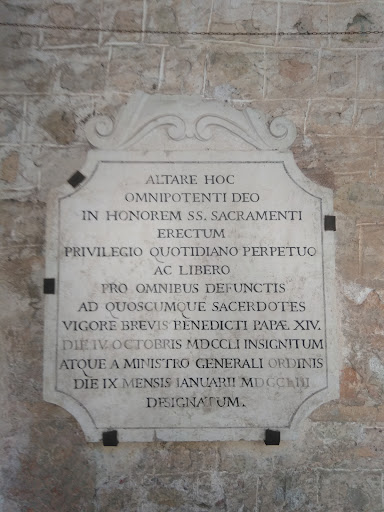 ALTARE HOC
OMNIPOTENTI DEO
IN HONOREM SS. SACRAMENTI
ERECTUM
PRIVILEGIO QUOTIDIANO PERPETUO
AC LIBERO
PRO OMNIBUS DEFUNCTIS
AD QUOSCUMQUE SACERDOTES
VIGORE BREVIS BENEDICTI PAPÆ XIV.
DIE IV OCTOBRIS MDCCLI INSIGNITUM
ATQUE A MINISTRO GENERALI ORDINIS
DIE IX MENSIS IANUARII MDCCLIII
DESIGNATUM.